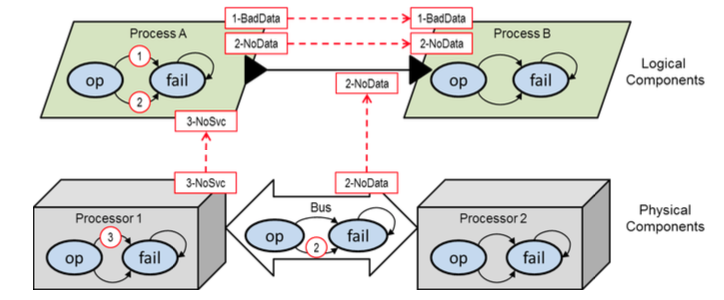 1-BadData
1-BadData
Process A
2-NoData
2-NoData
Process B
1
op
fail
2
op
fail
2-NoData
Logical
Components
3-NoSvc
3-NoSvc
2-NoData
Processor 1
Bus
Processor 2
3
op
fail
op
fail
2
op
fail
Physical
Components